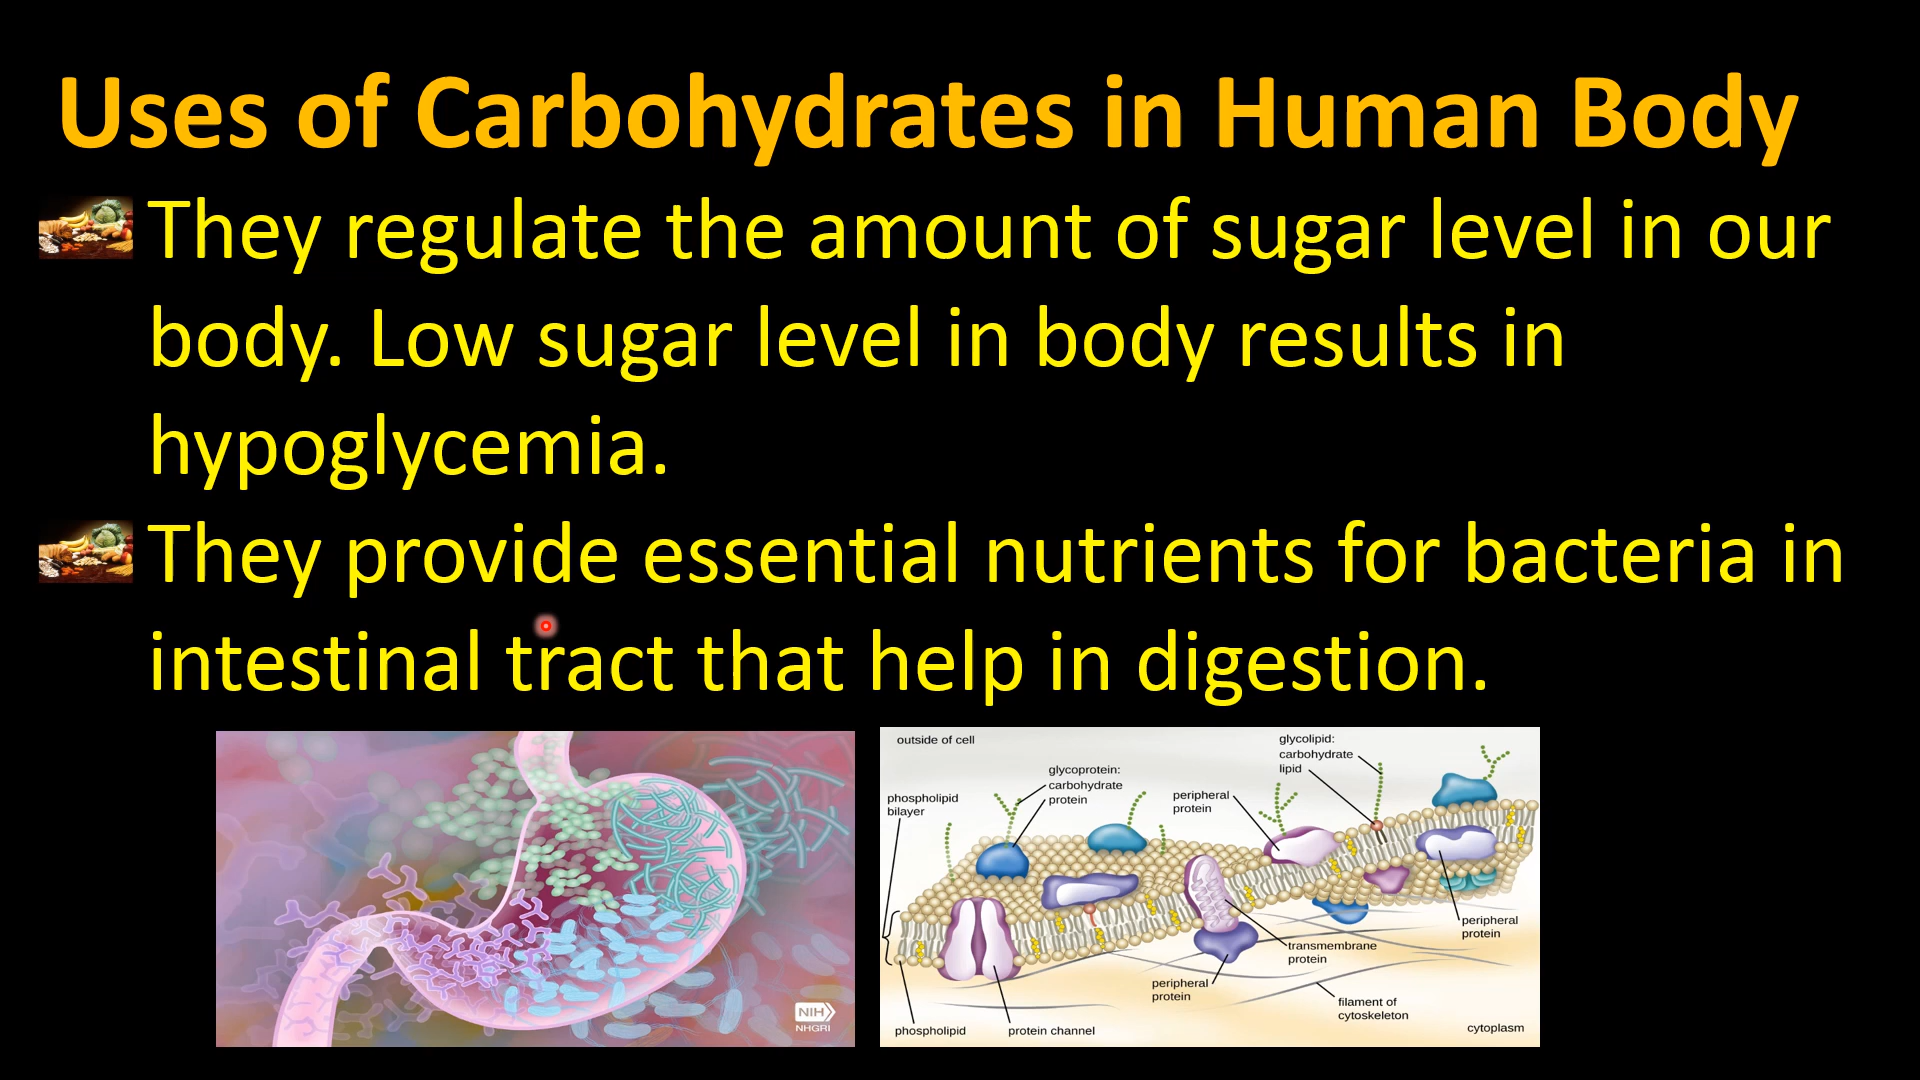 Uses of Carbohydrates in Human Body
They regulate the amount of sugar level in our
body. Low sugar level in body results in
hypoglycemia.
They provide essential nutrients for bacteria in
intestinal tract that help in digestion.
NIH
NHGRI
outside of cell
glycolipid:
carbohydrate
lipid
glycoprotein:
carbohydrate
protein
phospholipid
bilayer
peripheral
protein
peripheral
protein
transmembrane
protein
peripheral
protein
filament of
cytoskeleton
phospholipid
protein channel
cytoplasm